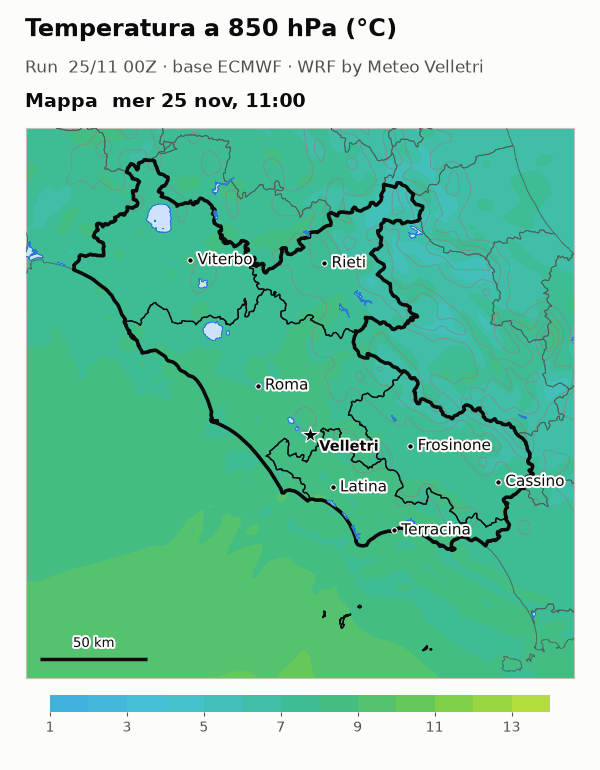 Temperatura a 850 hPa (°C)
Run  25/11 00Z · base ECMWF · WRF by Meteo Velletri
Mappa  mer 25 nov, 11:00
Viterbo
Rieti
Roma
Velletri
Frosinone
Latina
Cassino
Terracina
50 km
1 3 5 7 9 11 13